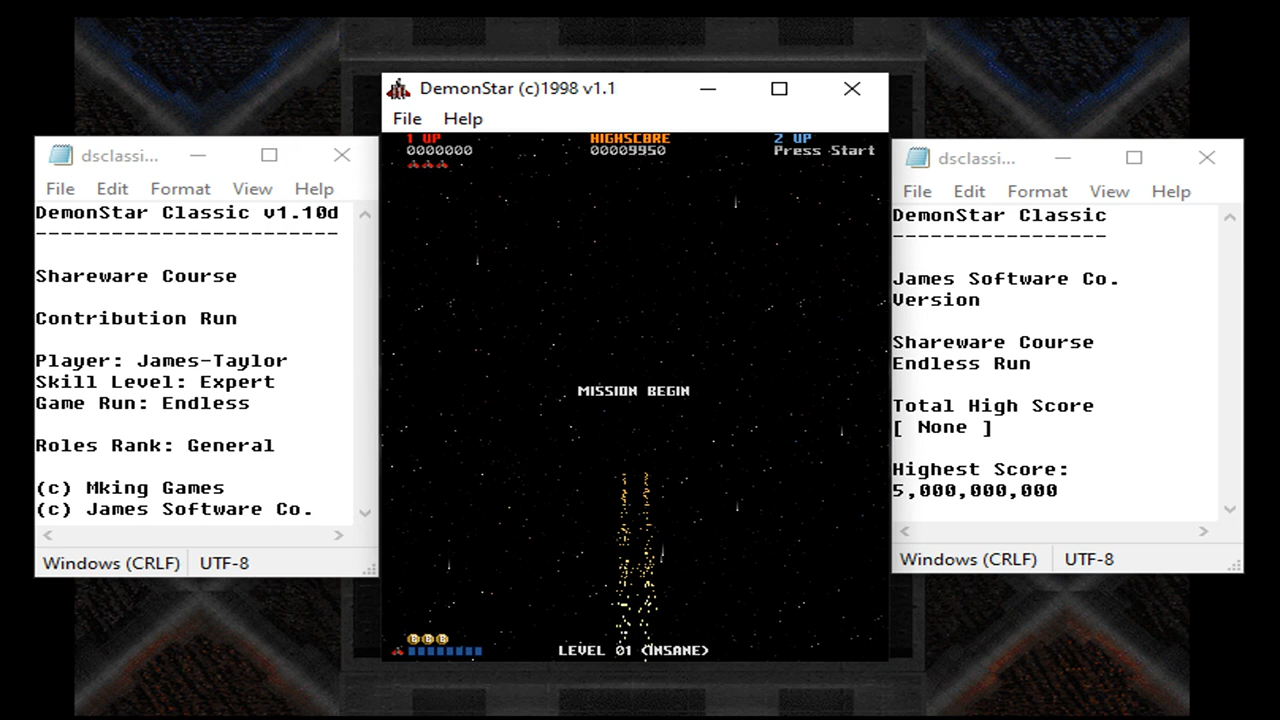 dsclassi...
File Edit Format View Help
DemonStar Classic v1.10d
------------------------
Shareware Course
Contribution Run
Player: James-Taylor
Skill Level: Expert
Game Run: Endless
Roles Rank: General
(c) Mking Games
(c) James Software Co.
Windows (CRLF) UTF-8
DemonStar (c)1998 v1.1
File Help
1 UP HIGHSCORE 2 UP
0000000 00009950 Press Start
MISSION BEGIN
LEVEL 01 (INSANE)
dsclassi...
File Edit Format View Help
DemonStar Classic
-----------------
James Software Co.
Version
Shareware Course
Endless Run
Total High Score
[ None ]
Highest Score:
5,000,000,000
Windows (CRLF) UTF-8